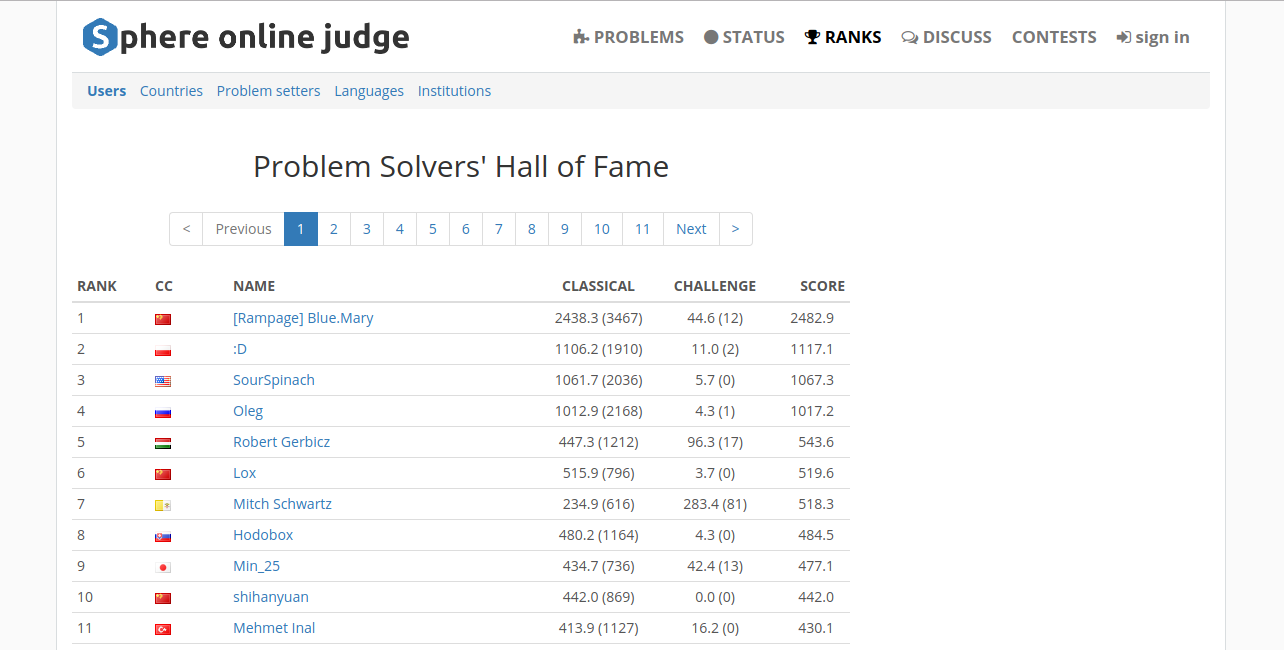 Sphere online judge PROBLEMS STATUS RANKS DISCUSS CONTESTS sign in
Users Countries Problem setters Languages Institutions
Problem Solvers' Hall of Fame
< Previous 1 2 3 4 5 6 7 8 9 10 11 Next >
RANK CC NAME CLASSICAL CHALLENGE SCORE
1 [Rampage] Blue.Mary 2438.3 (3467) 44.6 (12) 2482.9
2 :D 1106.2 (1910) 11.0 (2) 1117.1
3 SourSpinach 1061.7 (2036) 5.7 (0) 1067.3
4 Oleg 1012.9 (2168) 4.3 (1) 1017.2
5 Robert Gerbicz 447.3 (1212) 96.3 (17) 543.6
6 Lox 515.9 (796) 3.7 (0) 519.6
7 Mitch Schwartz 234.9 (616) 283.4 (81) 518.3
8 Hodobox 480.2 (1164) 4.3 (0) 484.5
9 Min_25 434.7 (736) 42.4 (13) 477.1
10 shihanyuan 442.0 (869) 0.0 (0) 442.0
11 Mehmet Inal 413.9 (1127) 16.2 (0) 430.1